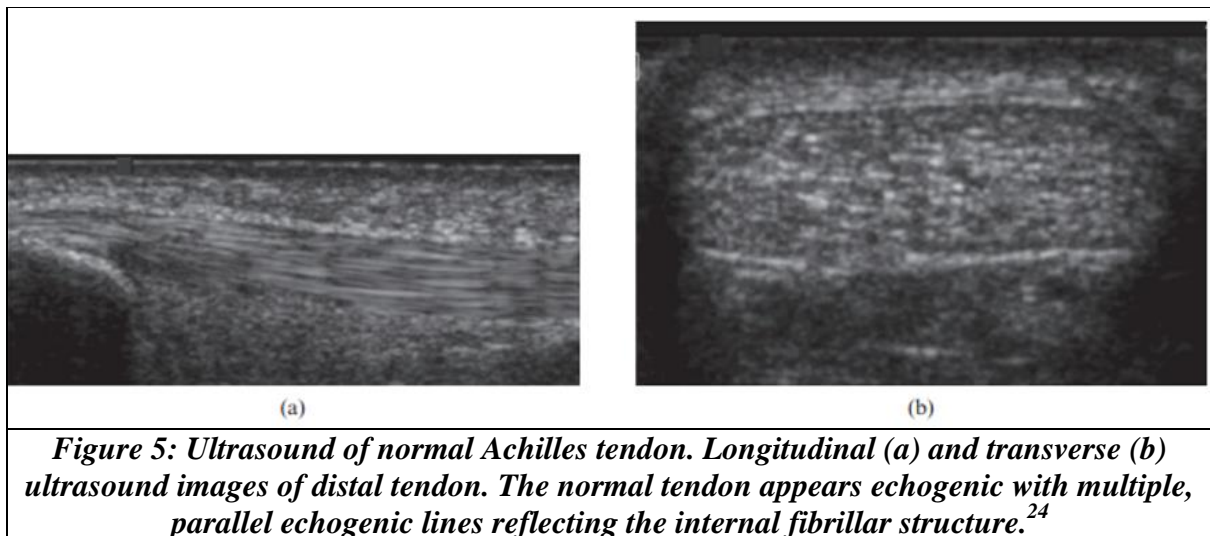 (a)
(b)
Figure 5: Ultrasound of normal Achilles tendon. Longitudinal (a) and transverse (b)
ultrasound images of distal tendon. The normal tendon appears echogenic with multiple,
parallel echogenic lines reflecting the internal fibrillar structure.24